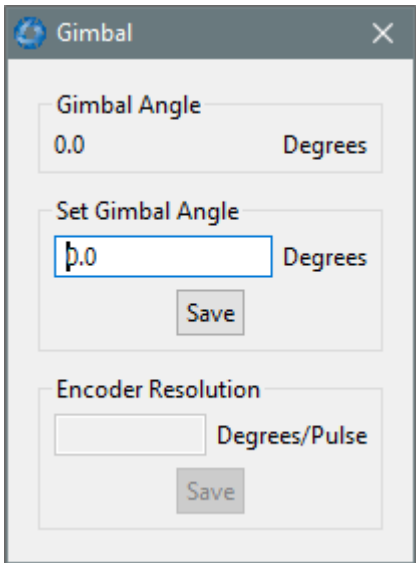 Gimbal
Gimbal Angle
0.0 Degrees
Set Gimbal Angle
0.0 Degrees
Save
Encoder Resolution
Degrees/Pulse
Save